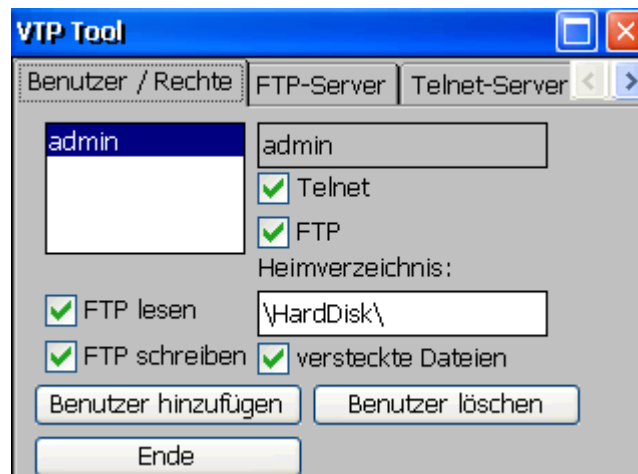 VTP Tool
Benutzer / Rechte
FTP-Server
Telnet-Server
admin
admin
Telnet
FTP
Heimverzeichnis:
FTP lesen
\HardDisk\
FTP schreiben
versteckte Dateien
Benutzer hinzufügen
Benutzer löschen
Ende